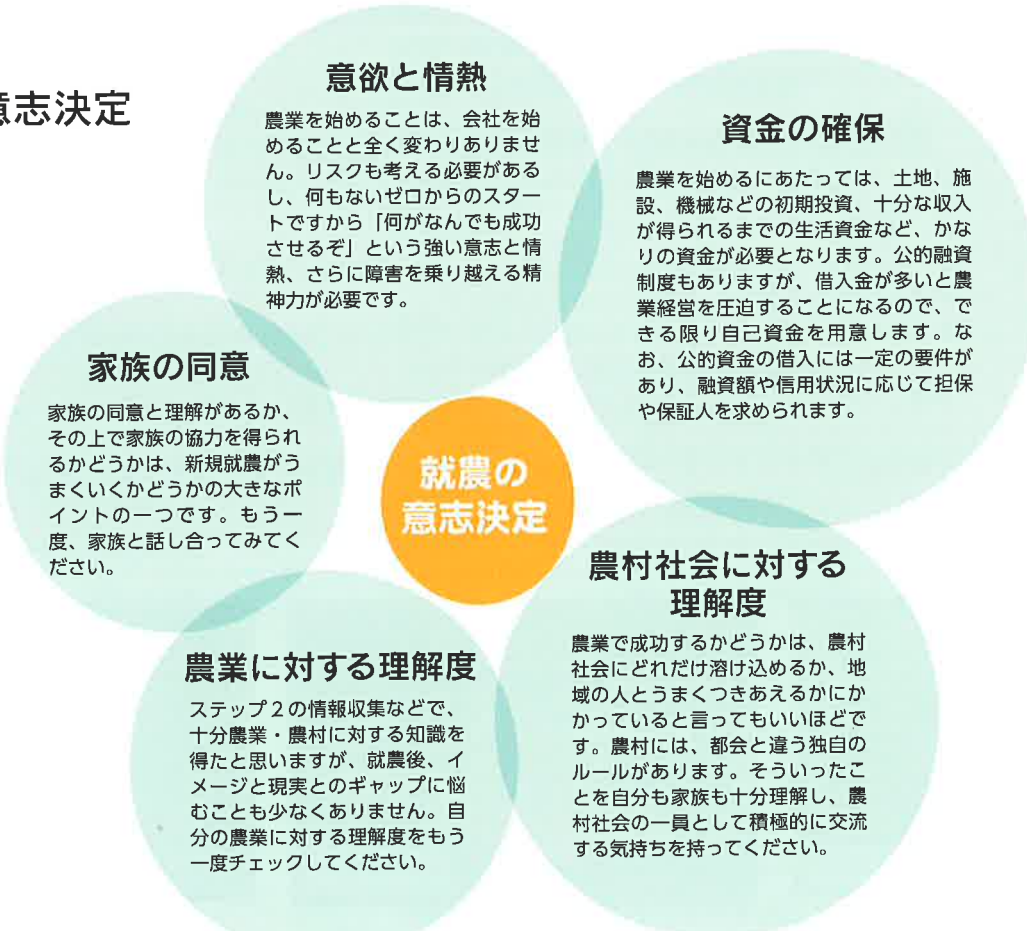 意志決定
意欲と情熱
農業を始めることは、会社を始
めることと全く変わりありませ
ん。リスクも考える必要がある
し、何もないゼロからのスター
トですから「何がなんでも成功
させるぞ」という強い意志と情
熱、さらに障害を乗り越える精
神力が必要です。
資金の確保
農業を始めるにあたっては、土地、施
設、機械などの初期投資、十分な収入
が得られるまでの生活資金など、かな
りの資金が必要となります。公的融資
制度もありますが、借入金が多いと農
業経営を圧迫することになるので、で
きる限り自己資金を用意します。な
お、公的資金の借入には一定の要件が
あり、融資額や信用状況に応じて担保
や保証人を求められます。
家族の同意
家族の同意と理解があるか、
その上で家族の協力を得られ
るかどうかは、新規就農がう
まくいくかどうかの大きなポ
イントの一つです。もう一
度、家族と話し合ってみてく
ださい。
就農の
意志決定
農業に対する理解度
ステップ2の情報収集などで、
十分農業・農村に対する知識を
得たと思いますが、就農後、イ
メージと現実とのギャップに悩
むことも少なくありません。自
分の農業に対する理解度をもう
一度チェックしてください。
農村社会に対する
理解度
農業で成功するかどうかは、農村
社会にどれだけ溶け込めるか、地
域の人とうまくつきあえるかにか
かっていると言ってもいいほどで
す。農村には、都会と違う独自の
ルールがあります。そういったこ
とを自分も家族も十分理解し、農
村社会の一員として積極的に交流
する気持ちを持ってください。